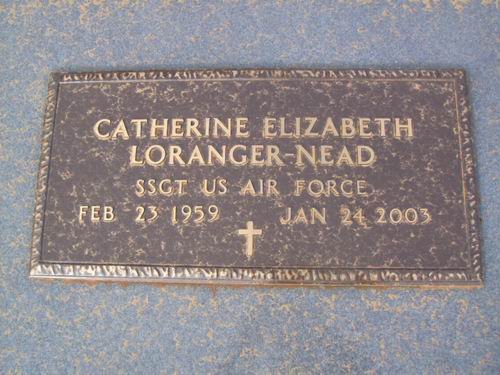 CATHERINE ELIZABETH
LORANGER-NEAD
SSGT US AIR FORCE
FEB 23 1959 JAN 24 2003